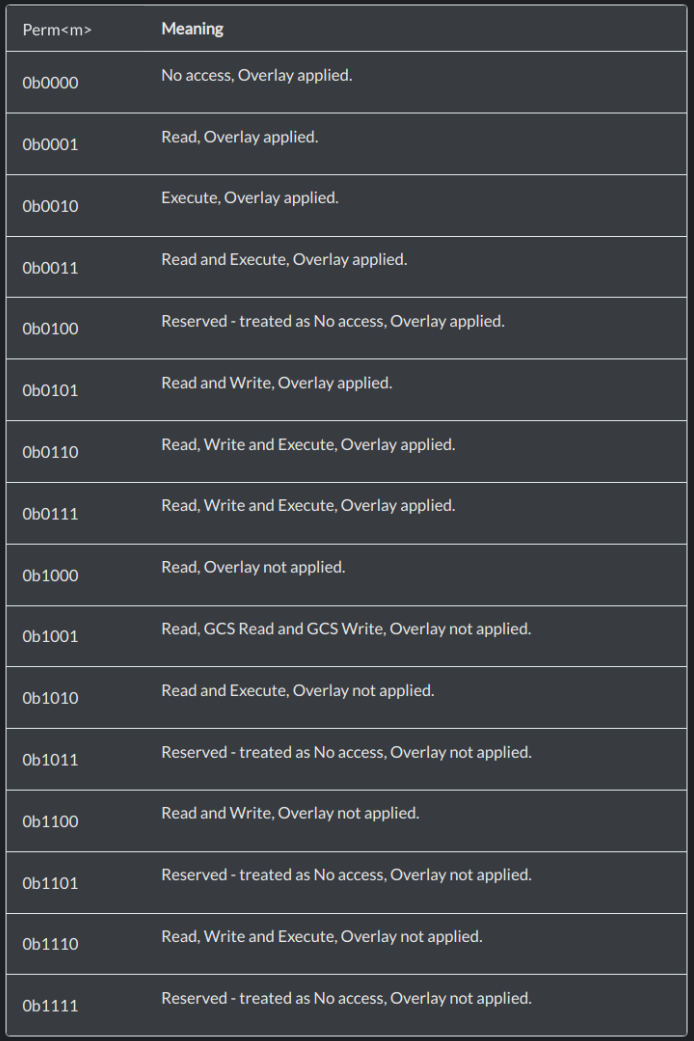 Perm<m> Meaning
0b0000 No access, Overlay applied.
0b0001 Read, Overlay applied.
0b0010 Execute, Overlay applied.
0b0011 Read and Execute, Overlay applied.
0b0100 Reserved - treated as No access, Overlay applied.
0b0101 Read and Write, Overlay applied.
0b0110 Read, Write and Execute, Overlay applied.
0b0111 Read, Write and Execute, Overlay applied.
0b1000 Read, Overlay not applied.
0b1001 Read, GCS Read and GCS Write, Overlay not applied.
0b1010 Read and Execute, Overlay not applied.
0b1011 Reserved - treated as No access, Overlay not applied.
0b1100 Read and Write, Overlay not applied.
0b1101 Reserved - treated as No access, Overlay not applied.
0b1110 Read, Write and Execute, Overlay not applied.
0b1111 Reserved - treated as No access, Overlay not applied.